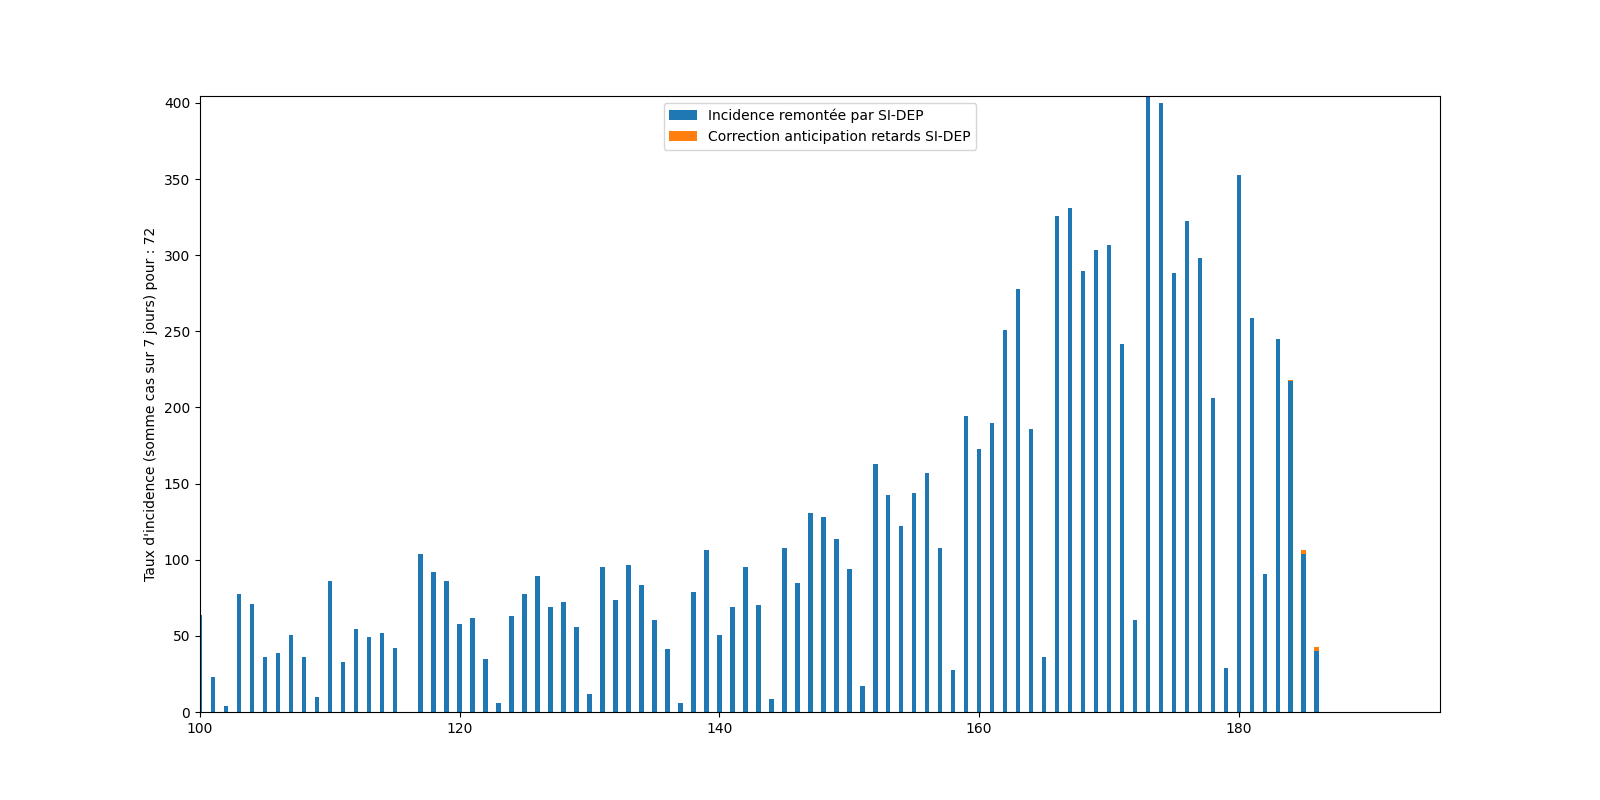 Incidence remontée par SI-DEP
Correction anticipation retards SI-DEP
Taux d'incidence (somme cas sur 7 jours) pour : 72
400
350
300
250
200
150
100
50
0
100 120 140 160 180